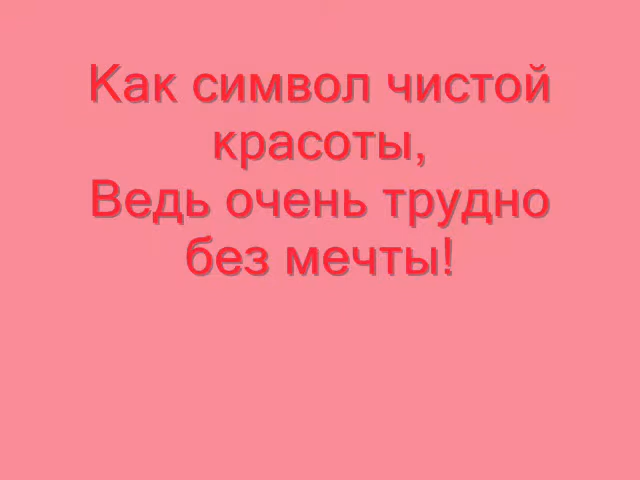 Как символ чистой
красоты,
Ведь очень трудно
без мечты!